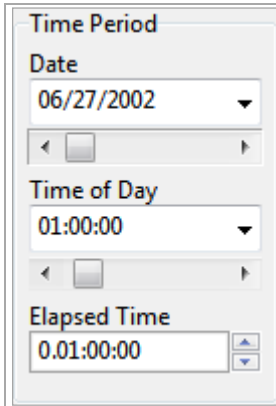 Time Period
Date
06/27/2002
Time of Day
01:00:00
Elapsed Time
0.01:00:00